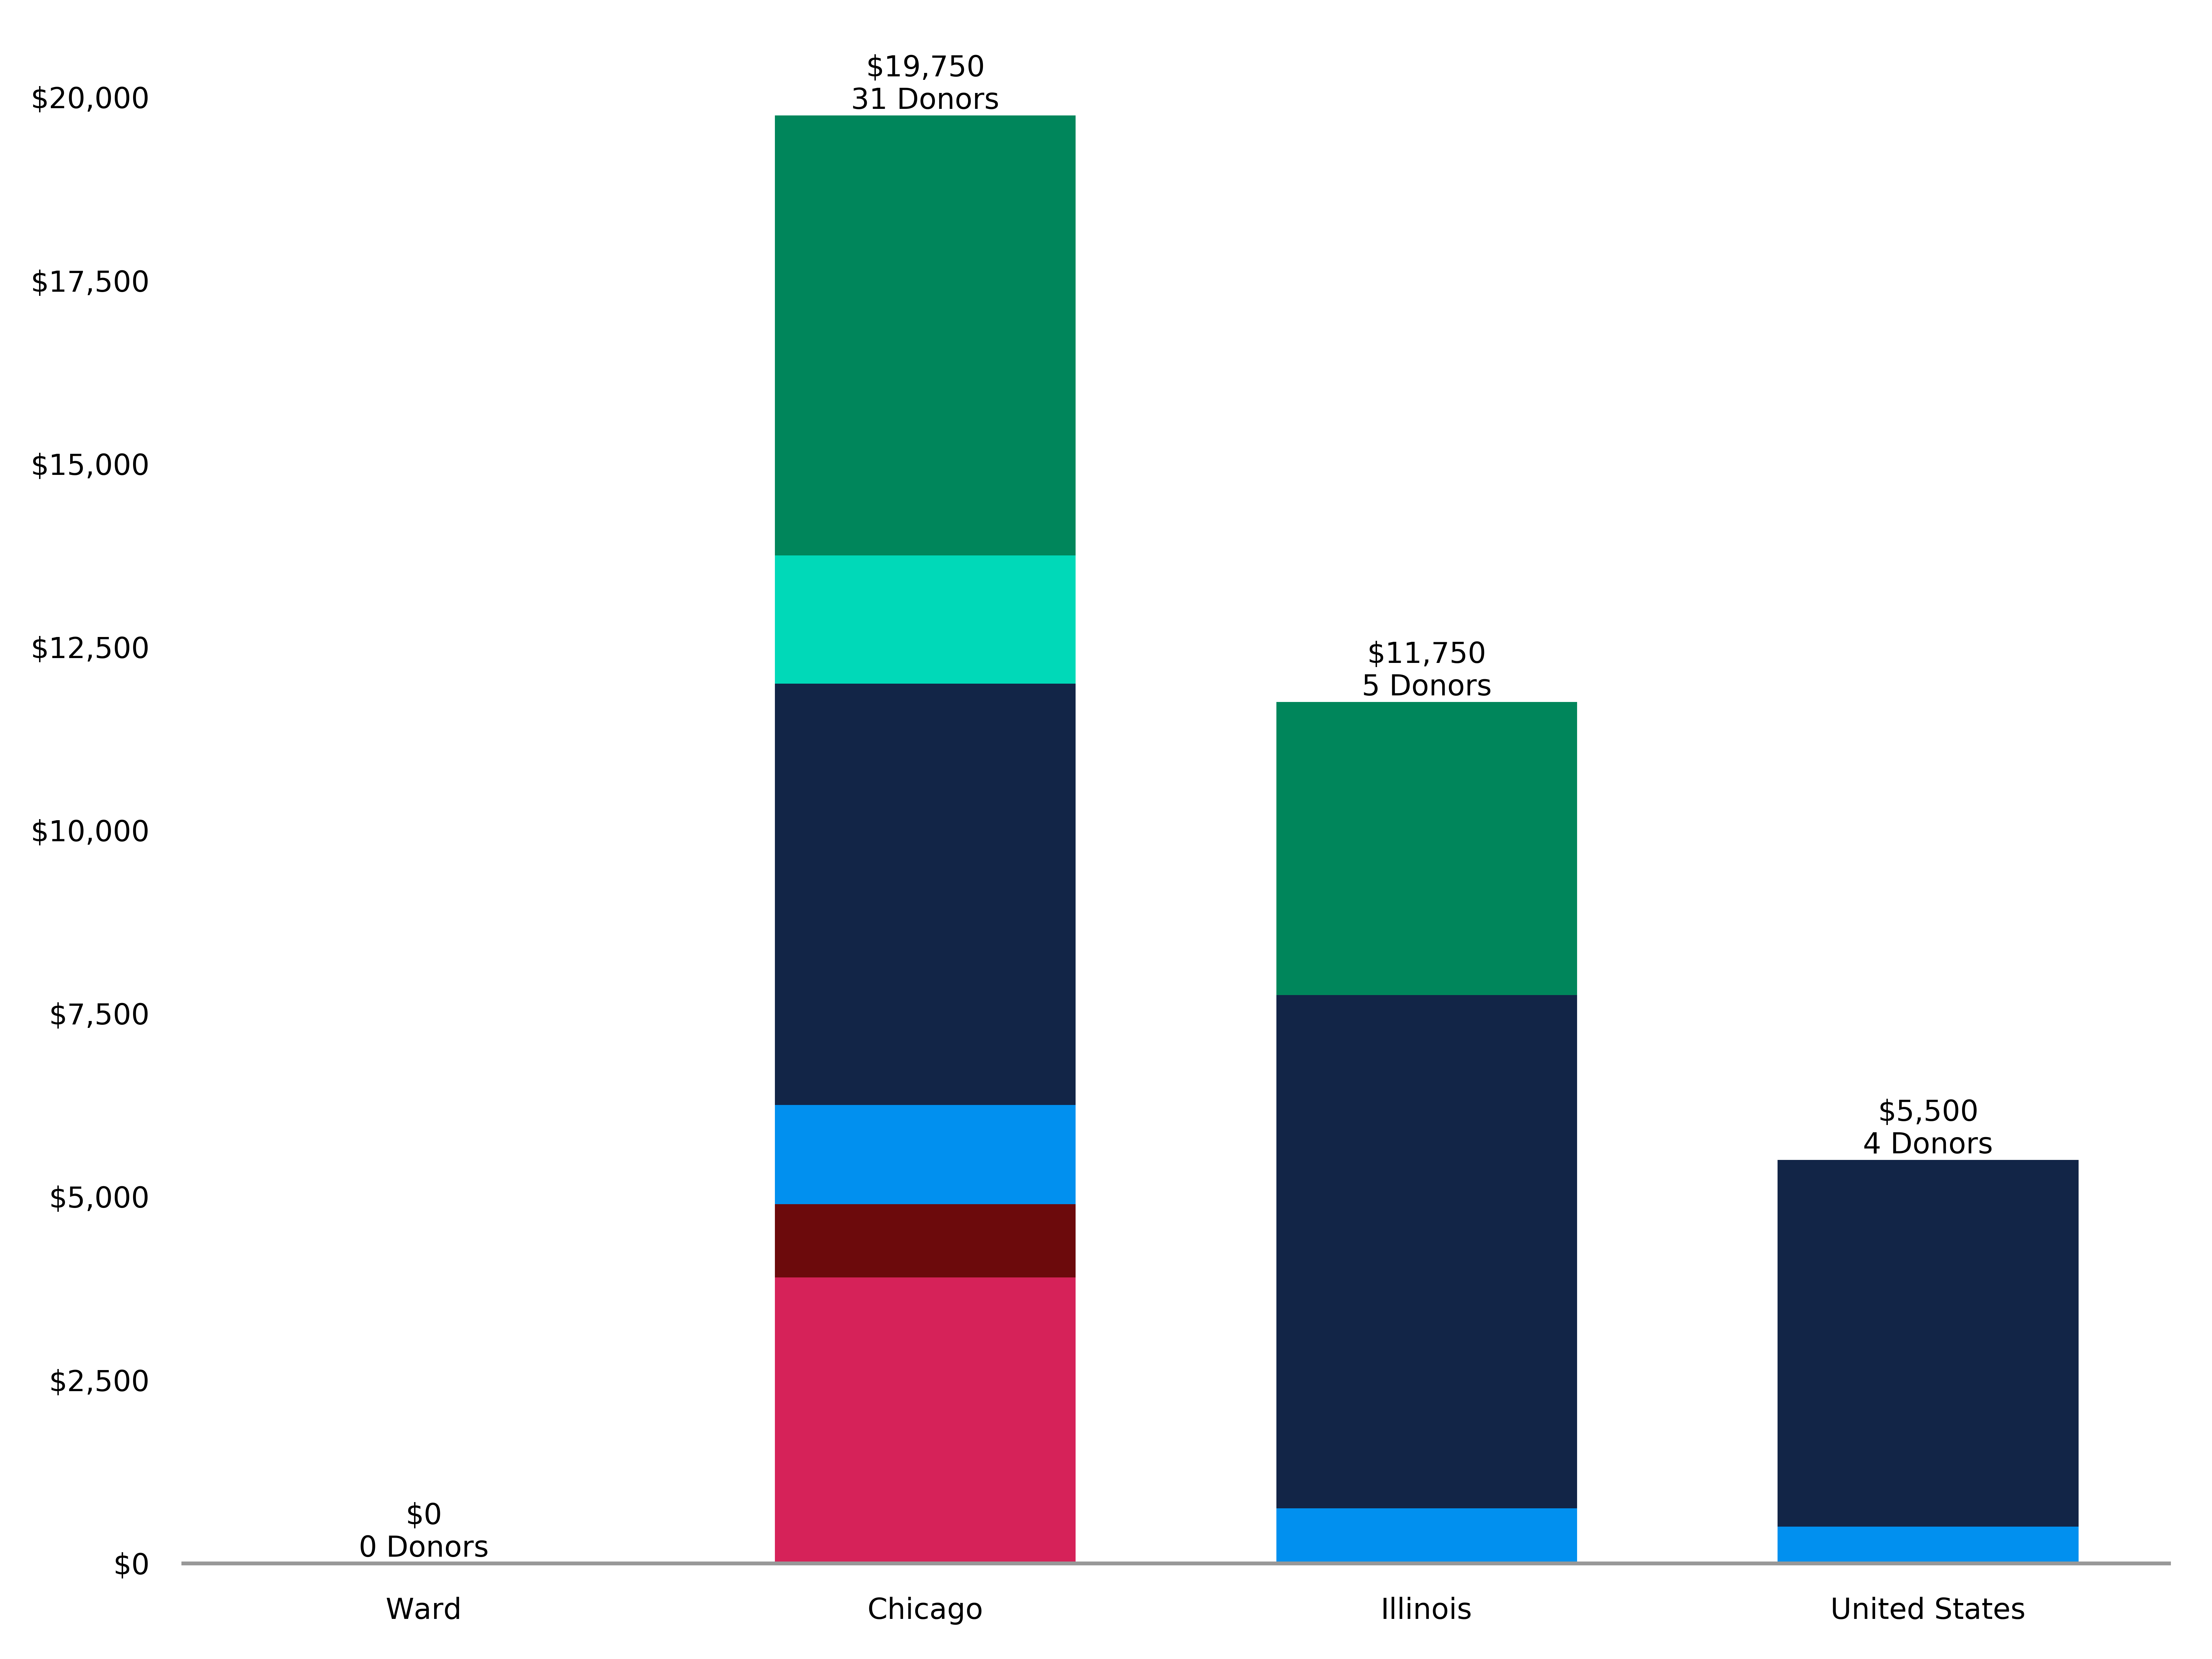 $20,000
$17,500
$15,000
$12,500
$10,000
$7,500
$5,000
$2,500
$0
$0
0 Donors
$19,750
31 Donors
$11,750
5 Donors
$5,500
4 Donors
Ward
Chicago
Illinois
United States